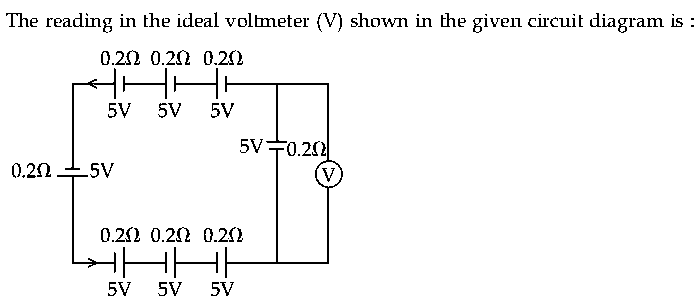 The reading in the ideal voltmeter (V) shown in the given circuit diagram is :
0.2Ω 0.2Ω 0.2Ω
5V 5V 5V
5V 0.2Ω
0.2Ω 5V
V
0.2Ω 0.2Ω 0.2Ω
5V 5V 5V